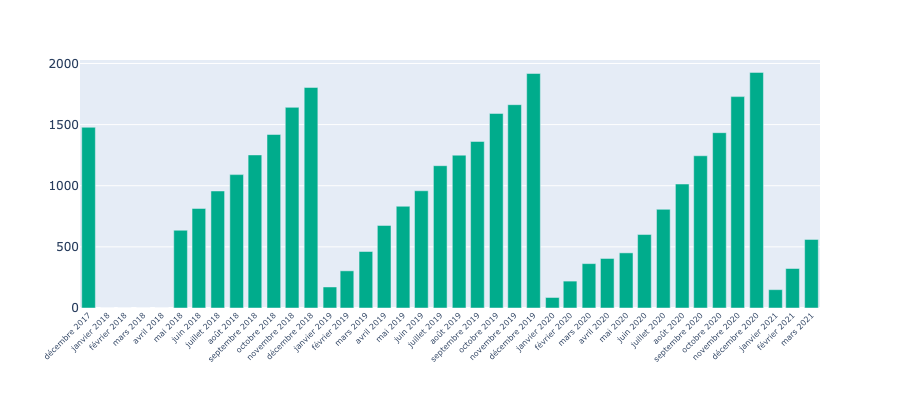 2000
1500
1000
500
0
décembre 2017
janvier 2018
février 2018
mars 2018
avril 2018
mai 2018
juin 2018
juillet 2018
août 2018
septembre 2018
octobre 2018
novembre 2018
décembre 2018
janvier 2019
février 2019
mars 2019
avril 2019
mai 2019
juin 2019
juillet 2019
août 2019
septembre 2019
octobre 2019
novembre 2019
décembre 2019
janvier 2020
février 2020
mars 2020
avril 2020
mai 2020
juin 2020
juillet 2020
août 2020
septembre 2020
octobre 2020
novembre 2020
décembre 2020
janvier 2021
février 2021
mars 2021